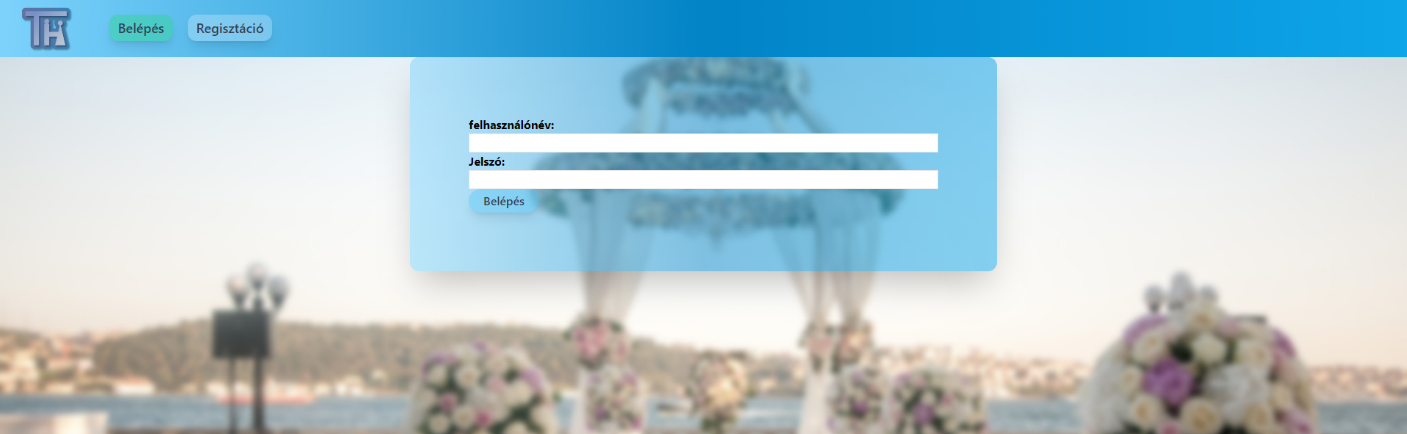 TH
Belépés
Regisztáció
felhasználónév:
Jelszó:
Belépés